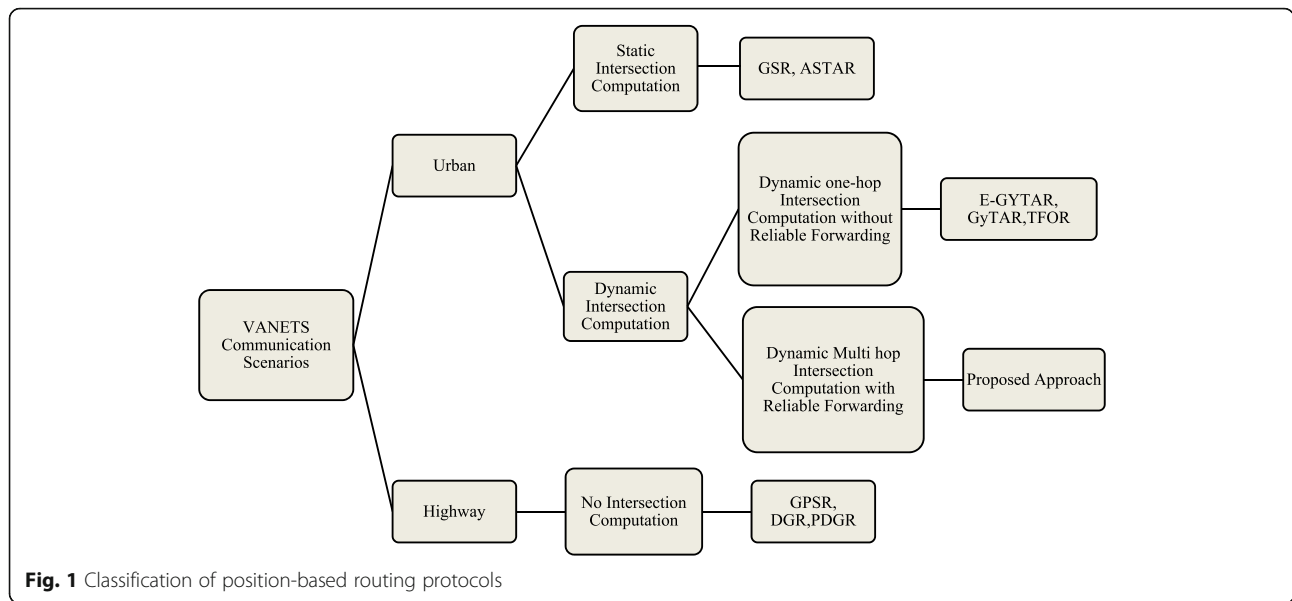 Static
Intersection
Computation
GSR, ASTAR
Urban
Dynamic one-hop
Intersection
Computation without
Reliable Forwarding
E-GYTAR,
GyTAR,TFOR
Dynamic
Intersection
Computation
VANETS
Communication
Scenarios
Dynamic Multi hop
Intersection
Computation with
Reliable Forwarding
Proposed Approach
Highway
No Intersection
Computation
GPSR,
DGR,PDGR
Fig. 1 Classification of position-based routing protocols